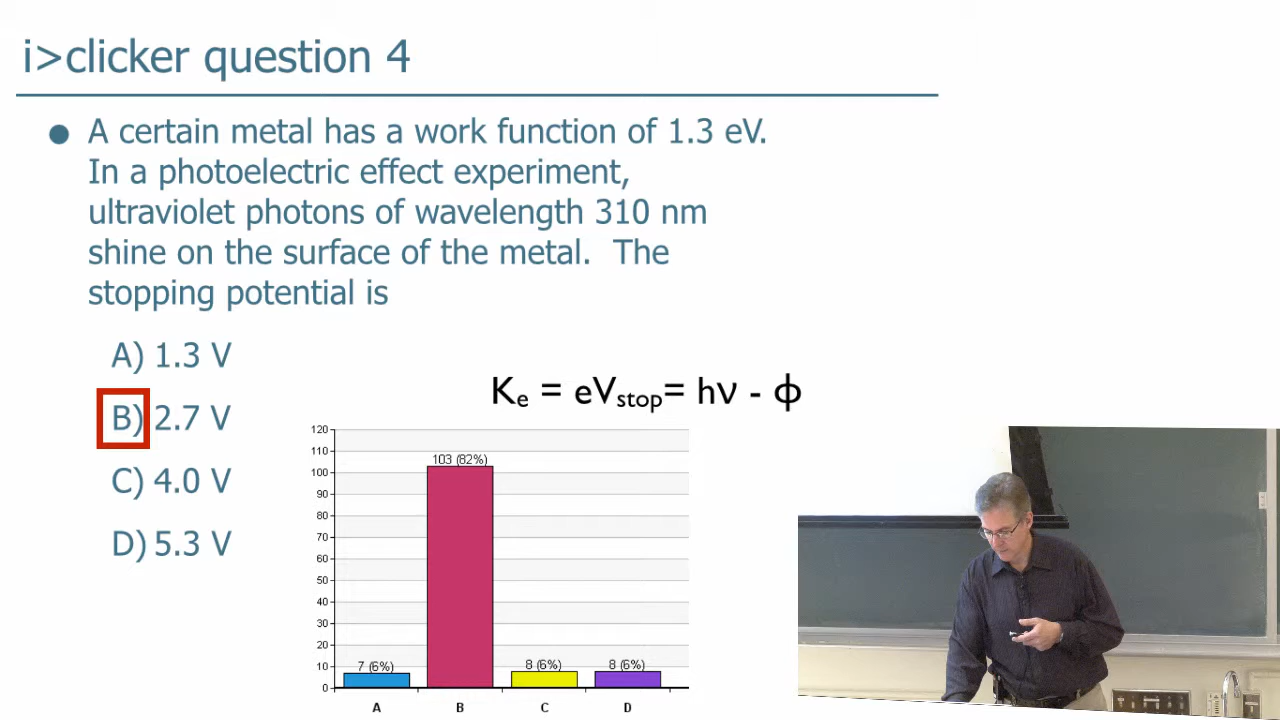 i>clicker question 4
● A certain metal has a work function of 1.3 eV.
In a photoelectric effect experiment,
ultraviolet photons of wavelength 310 nm
shine on the surface of the metal.  The
stopping potential is
A) 1.3 V
B) 2.7 V
C) 4.0 V
D) 5.3 V
Kₑ = eVstop= hν - ϕ
120
110
100
90
80
70
60
50
40
30
20
10
0
7 (6%)
103 (82%)
8 (6%)
8 (6%)
A B C D